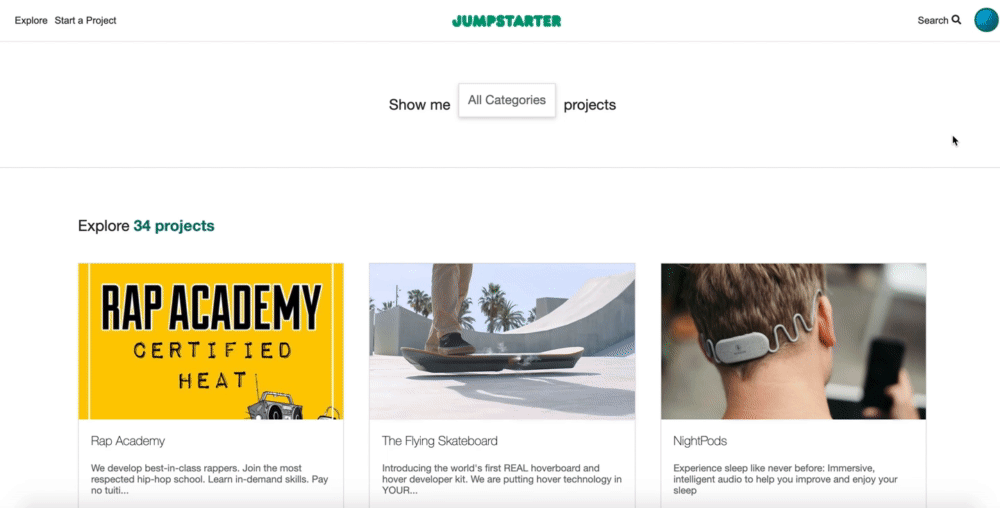 Explore Start a Project JUMPSTARTER Search
Show me All Categories projects
Explore 34 projects
RAP ACADEMY
CERTIFIED
HEAT
Rap Academy
We develop best-in-class rappers. Join the most
respected hip-hop school. Learn in-demand skills. Pay
no tuiti...
The Flying Skateboard
Introducing the world's first REAL hoverboard and
hover developer kit. We are putting hover technology in
YOUR...
NightPods
Experience sleep like never before: Immersive,
intelligent audio to help you improve and enjoy your
sleep